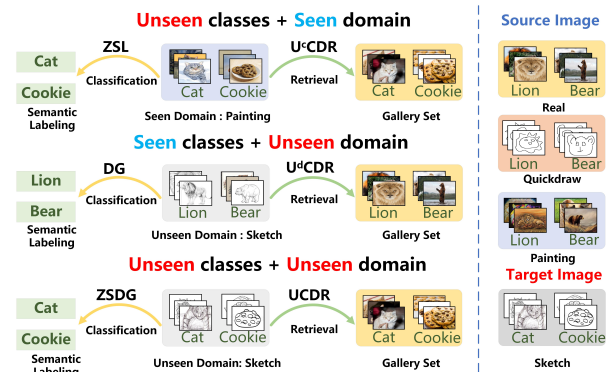 Unseen classes + Seen domain
Cat
Cookie
Semantic
Labeling
ZSL
Classification
Cat Cookie
Seen Domain : Painting
UᶜCDR
Retrieval
Cat Cookie
Gallery Set
Seen classes + Unseen domain
Lion
Bear
Semantic
Labeling
DG
Classification
Lion Bear
Unseen Domain : Sketch
UᵈCDR
Retrieval
Lion Bear
Gallery Set
Unseen classes + Unseen domain
Cat
Cookie
Semantic
Labeling
ZSDG
Classification
Cat Cookie
Unseen Domain: Sketch
UCDR
Retrieval
Cat Cookie
Gallery Set
Source Image
Lion Bear
Real
Lion Bear
Quickdraw
Lion Bear
Painting
Target Image
Cat Cookie
Sketch